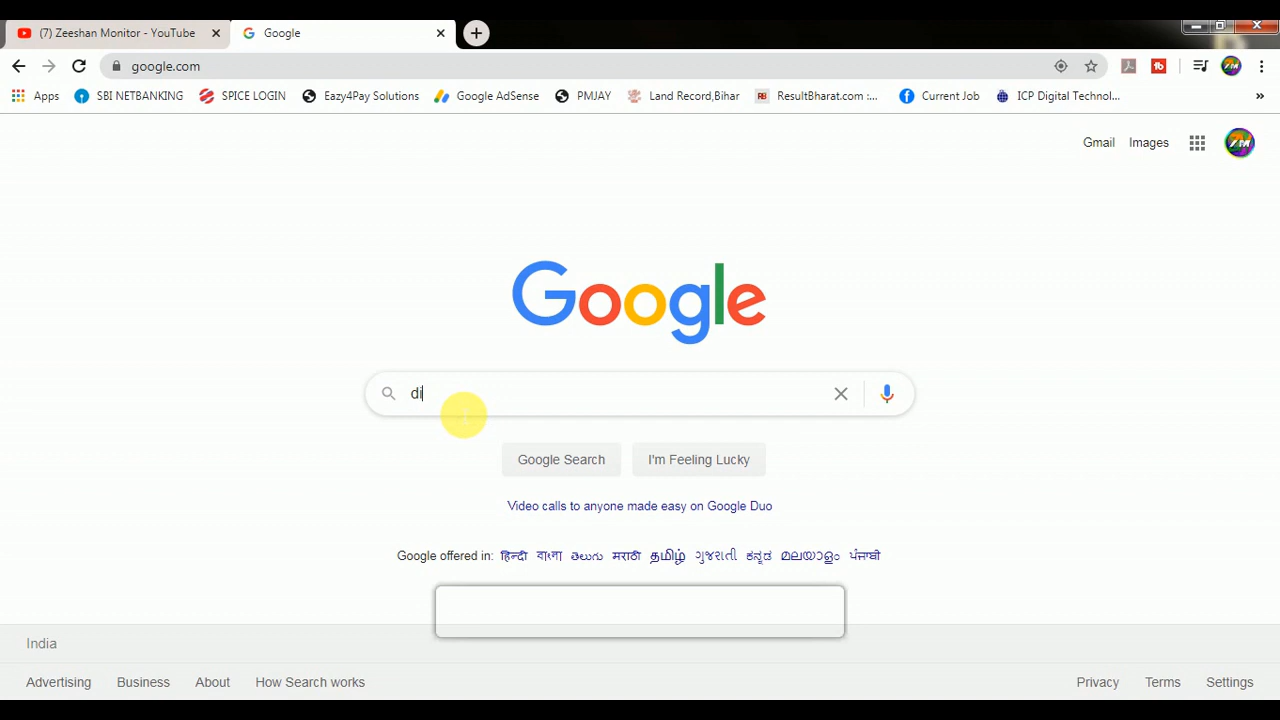 (7) Zeeshan Monitor - YouTube
Google
google.com
Apps SBI NETBANKING SPICE LOGIN Eazy4Pay Solutions Google AdSense PMJAY Land Record,Bihar ResultBharat.com :... Current Job ICP Digital Technol... »
Gmail Images ZM
Google
di
Google Search I'm Feeling Lucky
Video calls to anyone made easy on Google Duo
Google offered in: हिन्दी বাংলা తెలుగు मराठी தமிழ் ગુજરાતી ಕನ್ನಡ മലയാളം ਪੰਜਾਬੀ
India
Advertising Business About How Search works Privacy Terms Settings